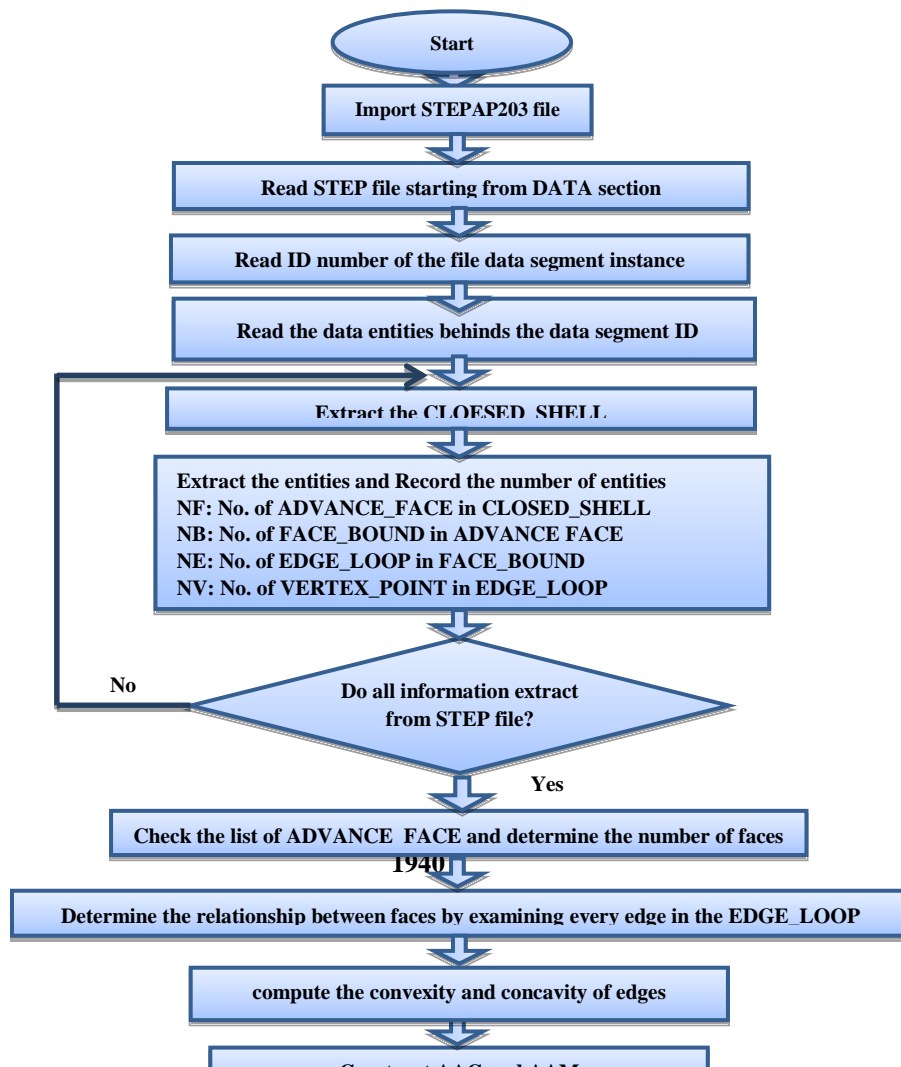 Start
Import STEPAP203 file
Read STEP file starting from DATA section
Read ID number of the file data segment instance
Read the data entities behinds the data segment ID
Extract the CLOESED_SHELL
Extract the entities and Record the number of entities
NF: No. of ADVANCE_FACE in CLOSED_SHELL
NB: No. of FACE_BOUND in ADVANCE FACE
NE: No. of EDGE_LOOP in FACE_BOUND
NV: No. of VERTEX_POINT in EDGE_LOOP
Do all information extract
from STEP file?
No
Yes
Check the list of ADVANCE_FACE and determine the number of faces
1940
Determine the relationship between faces by examining every edge in the EDGE_LOOP
compute the convexity and concavity of edges
Construct AAG and AAM